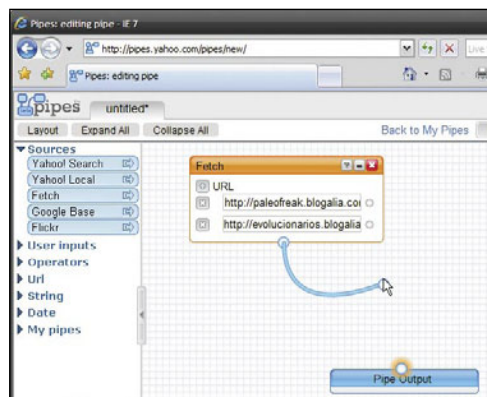 Pipes: editing pipe - IE 7
http://pipes.yahoo.com/pipes/new/
Live
Pipes: editing pipe
pipes untitled*
Layout Expand All Collapse All Back to My Pipes
Sources
Yahoo! Search
Yahoo! Local
Fetch
Google Base
Flickr
User inputs
Operators
Url
String
Date
My pipes
Fetch
URL
http://paleofreak.blogalia.co
http://evolucionarios.blogalia
Pipe Output